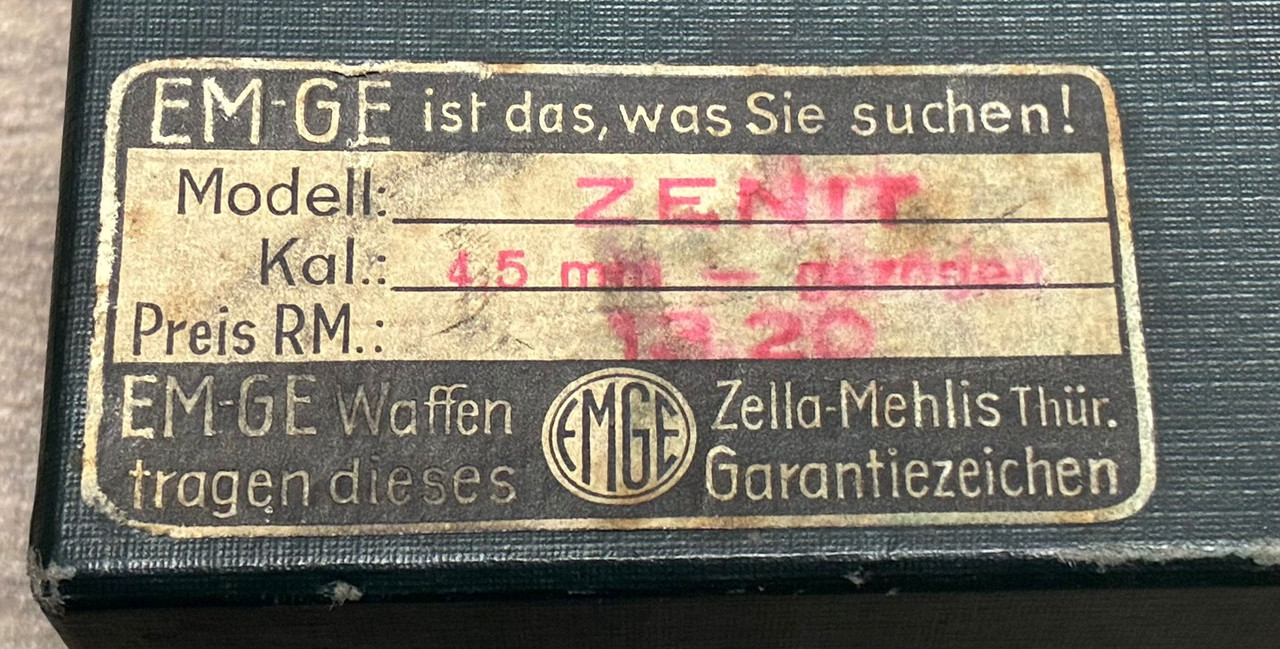 EM-GE ist das, was Sie suchen!
Modell: ZENIT
Kal.: 4,5 mm — gezogen
Preis RM.: 13.20
EM-GE Waffen EMGE Zella-Mehlis Thür.
tragen dieses Garantiezeichen